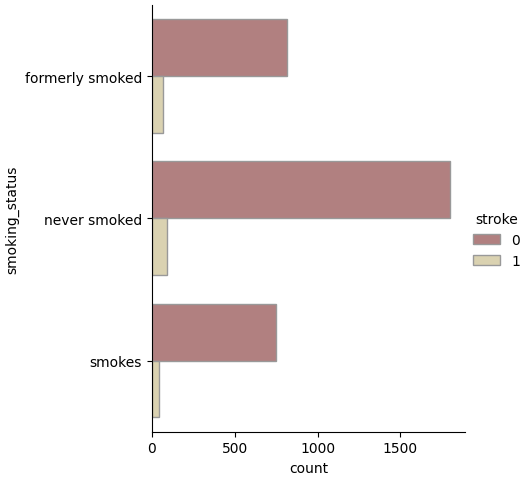 formerly smoked
never smoked
smokes
smoking_status
0
500
1000
1500
count
stroke
0
1